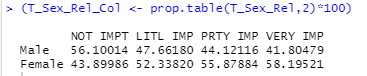 > (T_Sex_Rel_Col <- prop.table(T_Sex_Rel,2)*100)
NOT IMPT LITL IMP PRTY IMP VERY IMP
Male 56.10014 47.66180 44.12116 41.80479
Female 43.89986 52.33820 55.87884 58.19521